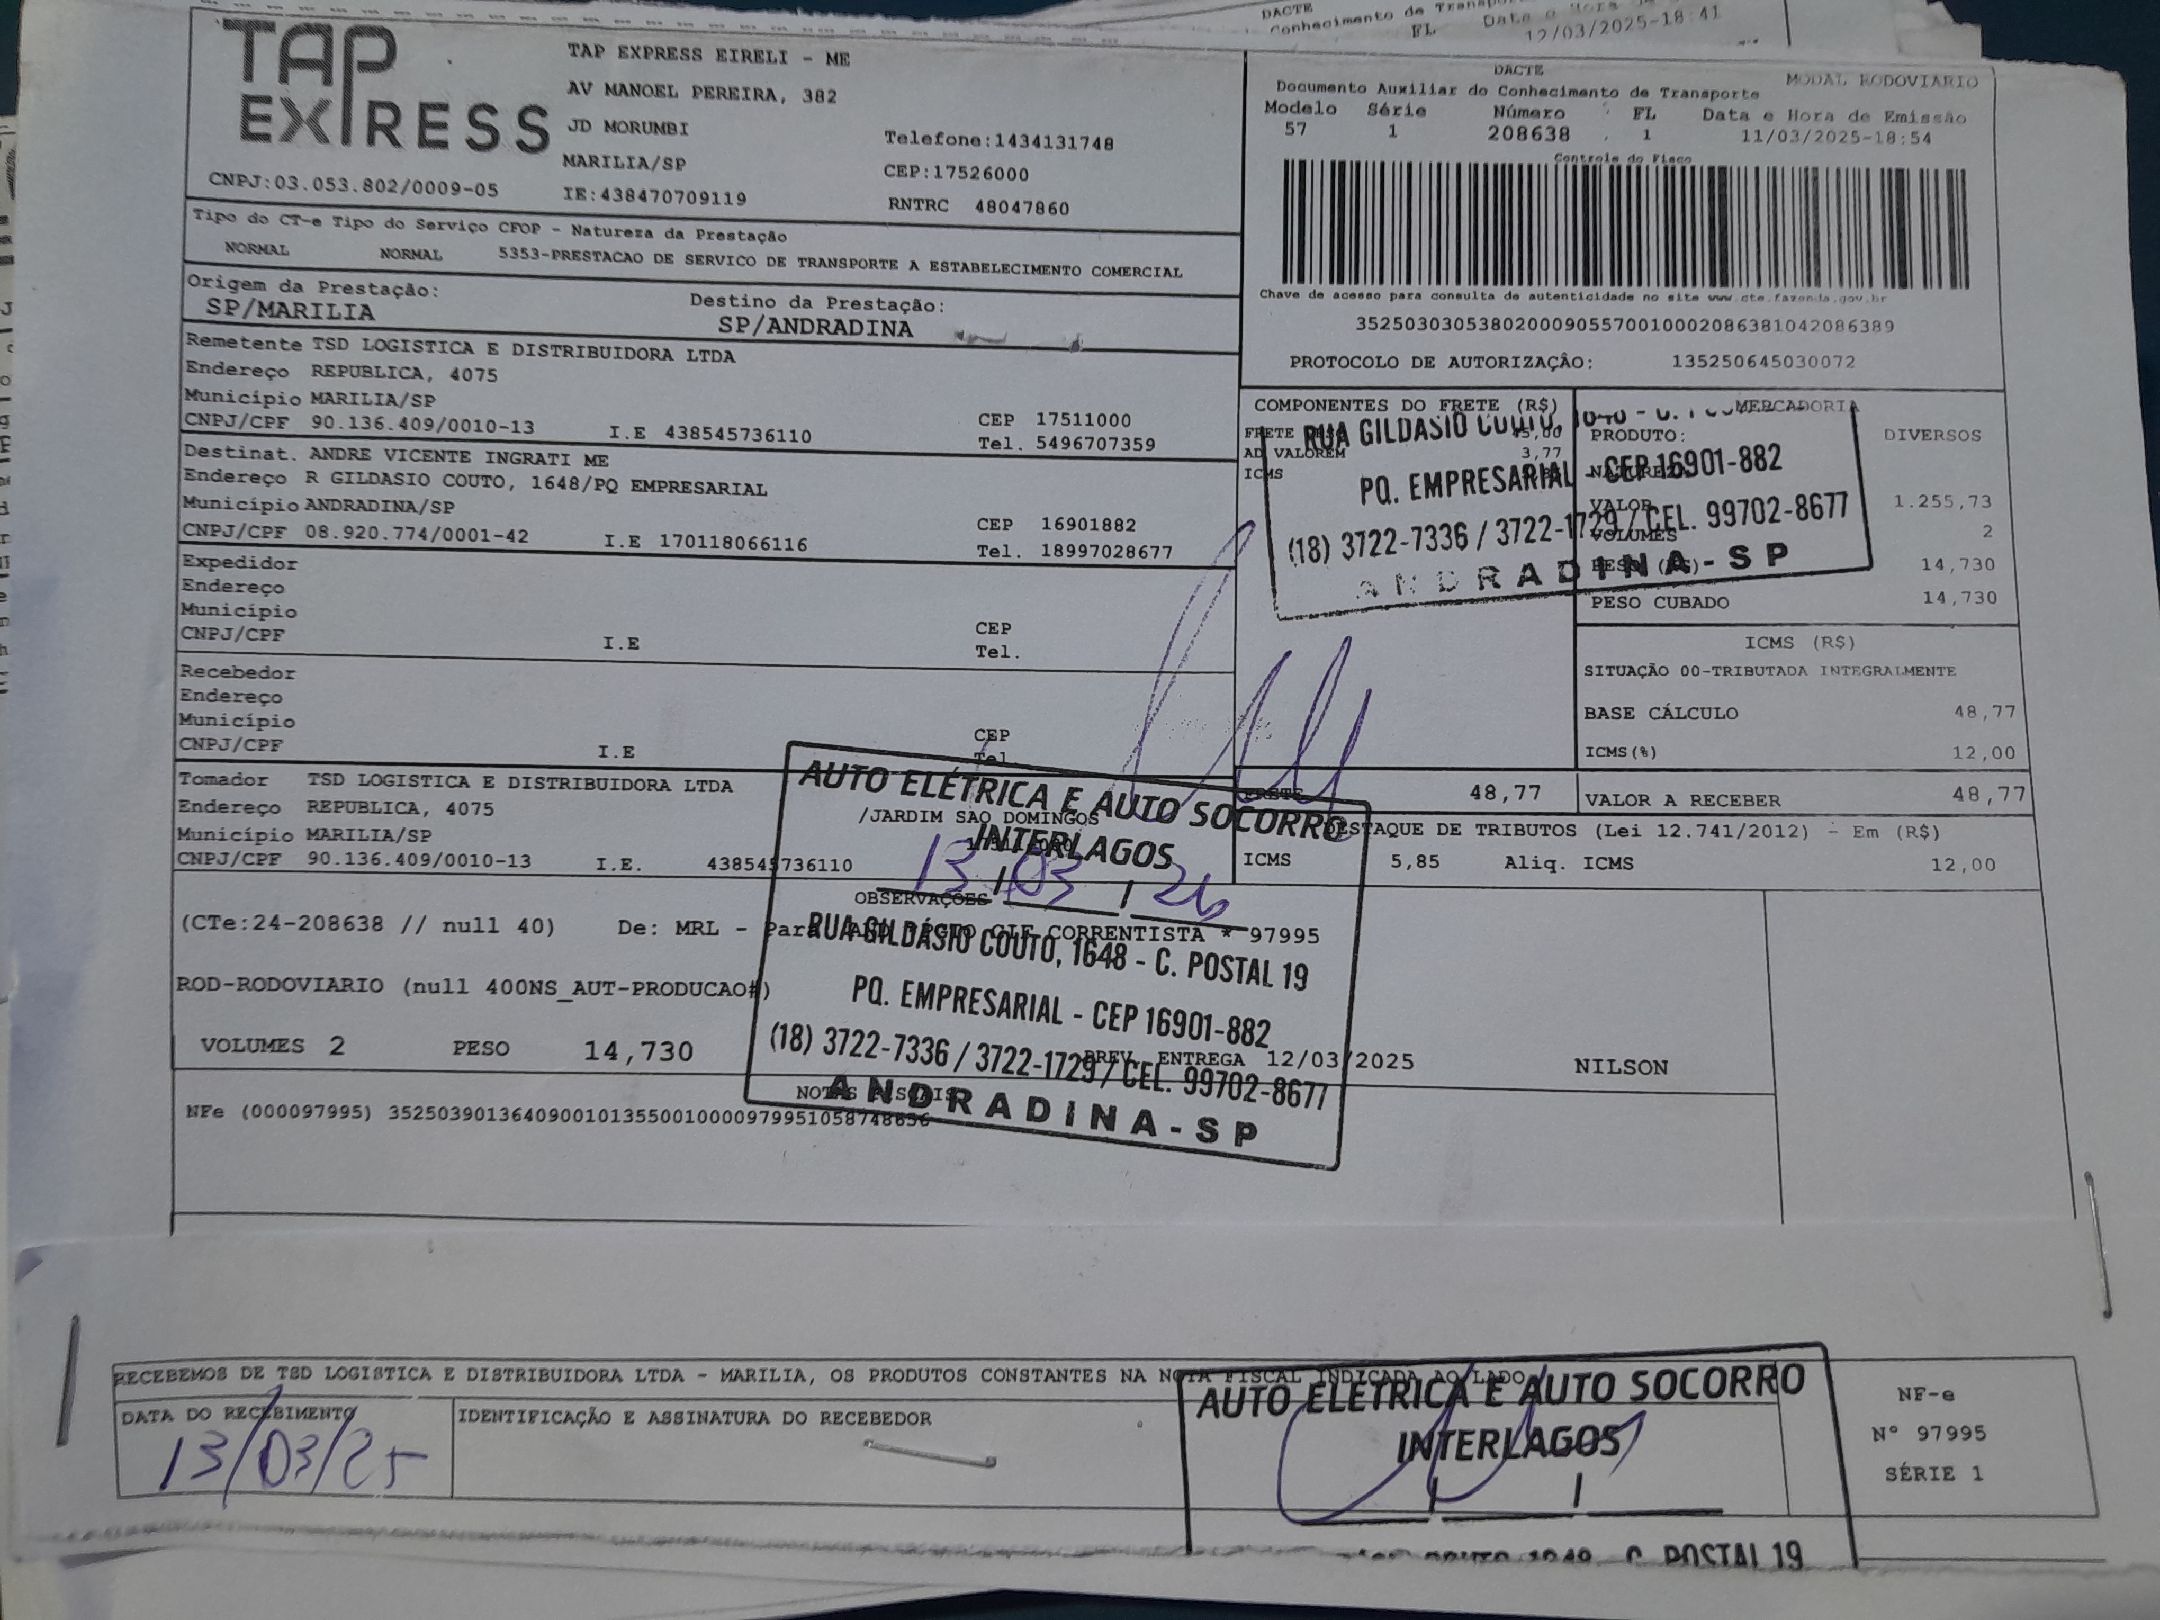 DACTE
Conhecimento de
FL
12/03/2025-18:41
TAP EXPRESS
TAP EXPRESS EIRELI - ME
AV MANOEL PEREIRA, 382
JD MORUMBI
Telefone:1434131748
MARILIA/SP
CEP:17526000
CNPJ:03.053.802/0009-05
IE:438470709119
RNTRC 48047860
DACTE
MODAL RODOVIARIO
Documento Auxiliar do Conhecimento de Transporte
Modelo Série Número FL Data e Hora de Emissão
57 1 208638 1 11/03/2025-18:54
Controle do Fisco
Chave de acesso para consulta de autenticidade no site www.cte.fazenda.gov.br
35250303053802000905570010002086381042086389
PROTOCOLO DE AUTORIZAÇÃO: 135250645030072
Tipo do CT-e Tipo do Serviço CFOP - Natureza da Prestação
NORMAL NORMAL 5353-PRESTACAO DE SERVICO DE TRANSPORTE A ESTABELECIMENTO COMERCIAL
Origem da Prestação: Destino da Prestação:
SP/MARILIA SP/ANDRADINA
Remetente TSD LOGISTICA E DISTRIBUIDORA LTDA
Endereço REPUBLICA, 4075
Município MARILIA/SP CEP 17511000
CNPJ/CPF 90.136.409/0010-13 I.E 438545736110 Tel. 5496707359
Destinat. ANDRE VICENTE INGRATI ME
Endereço R GILDASIO COUTO, 1648/PQ EMPRESARIAL
Município ANDRADINA/SP CEP 16901882
CNPJ/CPF 08.920.774/0001-42 I.E 170118066116 Tel. 18997028677
Expedidor
Endereço
Município CEP
CNPJ/CPF I.E Tel.
Recebedor
Endereço
Município CEP
CNPJ/CPF I.E Tel.
COMPONENTES DO FRETE (R$)
FRETE 45,00
AD VALOREM 3,77
ICMS
MERCADORIA
PRODUTO: DIVERSOS
NATUREZA
VALOR 1.255,73
VOLUMES 2
PESO (KG) 14,730
PESO CUBADO 14,730
RUA GILDASIO COUTO,
PQ. EMPRESARIAL - CEP 16901-882
(18) 3722-7336 / 3722-1729 / CEL. 99702-8677
ANDRADINA-SP
ICMS (R$)
SITUAÇÃO 00-TRIBUTADA INTEGRALMENTE
BASE CÁLCULO 48,77
ICMS(%) 12,00
FRETE 48,77 VALOR A RECEBER 48,77
DESTAQUE DE TRIBUTOS (Lei 12.741/2012) - Em (R$)
ICMS 5,85 Aliq. ICMS 12,00
Tomador TSD LOGISTICA E DISTRIBUIDORA LTDA
Endereço REPUBLICA, 4075 /JARDIM SAO DOMINGOS
Município MARILIA/SP
CNPJ/CPF 90.136.409/0010-13 I.E. 438545736110
AUTO ELÉTRICA E AUTO SOCORRO
INTERLAGOS
13/03/
RUA GILDÁSIO COUTO, 1648 - C. POSTAL 19
PQ. EMPRESARIAL - CEP 16901-882
(18) 3722-7336 / 3722-1729 / CEL. 99702-8677
ANDRADINA-SP
OBSERVAÇÕES
(CTe:24-208638 // null 40) De: MRL - Para CORRENTISTA * 97995
ROD-RODOVIARIO (null 400NS_AUT-PRODUCAO#)
VOLUMES 2 PESO 14,730 PREV. ENTREGA 12/03/2025 NILSON
NOTAS FISCAIS
NFe (000097995) 35250390136409001013550010000979951058748656
RECEBEMOS DE TSD LOGISTICA E DISTRIBUIDORA LTDA - MARILIA, OS PRODUTOS CONSTANTES NA NOTA FISCAL INDICADA AO LADO
DATA DO RECEBIMENTO IDENTIFICAÇÃO E ASSINATURA DO RECEBEDOR
13/03/25
AUTO ELÉTRICA E AUTO SOCORRO
INTERLAGOS
C. POSTAL 19
NF-e
Nº 97995
SÉRIE 1